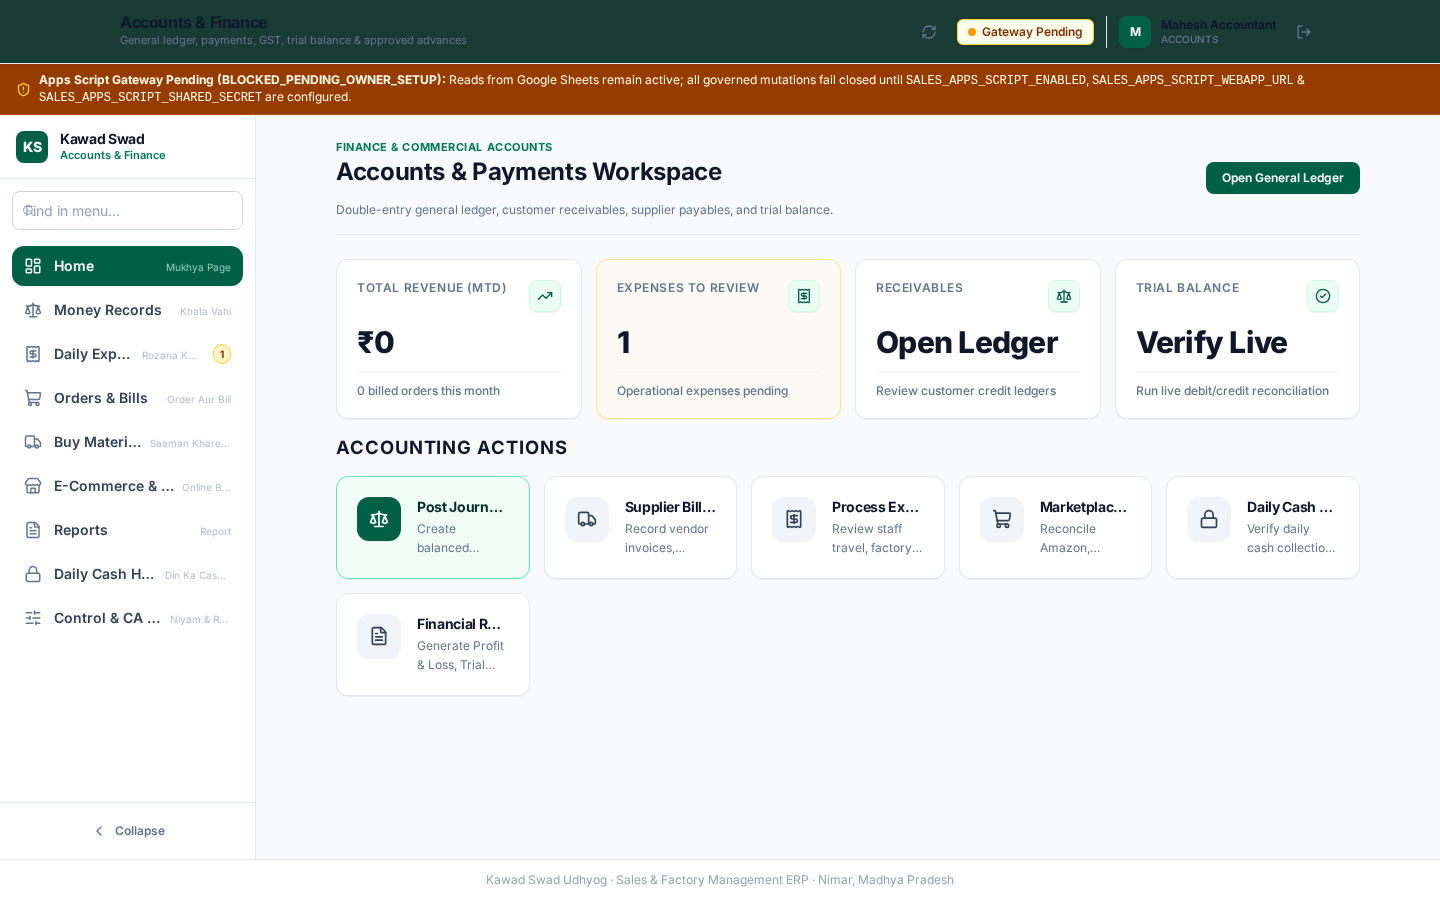 Accounts & Finance
General ledger, payments, GST, trial balance & approved advances
Gateway Pending
M
Mahesh Accountant
ACCOUNTS
Apps Script Gateway Pending (BLOCKED_PENDING_OWNER_SETUP): Reads from Google Sheets remain active; all governed mutations fail closed until SALES_APPS_SCRIPT_ENABLED, SALES_APPS_SCRIPT_WEBAPP_URL &
SALES_APPS_SCRIPT_SHARED_SECRET are configured.
KS
Kawad Swad
Accounts & Finance
Find in menu...
Home
Mukhya Page
Money Records
Khata Vahi
Daily Exp...
Rozana K...
1
Orders & Bills
Order Aur Bill
Buy Materi...
Saaman Khare...
E-Commerce & ...
Online B...
Reports
Report
Daily Cash H...
Din Ka Cas...
Control & CA ...
Niyam & R...
Collapse
FINANCE & COMMERCIAL ACCOUNTS
Accounts & Payments Workspace
Open General Ledger
Double-entry general ledger, customer receivables, supplier payables, and trial balance.
TOTAL REVENUE (MTD)
₹0
0 billed orders this month
EXPENSES TO REVIEW
1
Operational expenses pending
RECEIVABLES
Open Ledger
Review customer credit ledgers
TRIAL BALANCE
Verify Live
Run live debit/credit reconciliation
ACCOUNTING ACTIONS
Post Journ...
Create
balanced...
Supplier Bill...
Record vendor
invoices,...
Process Ex...
Review staff
travel, factory...
Marketplac...
Reconcile
Amazon,...
Daily Cash ...
Verify daily
cash collectio...
Financial R...
Generate Profit
& Loss, Trial...
Kawad Swad Udhyog · Sales & Factory Management ERP · Nimar, Madhya Pradesh